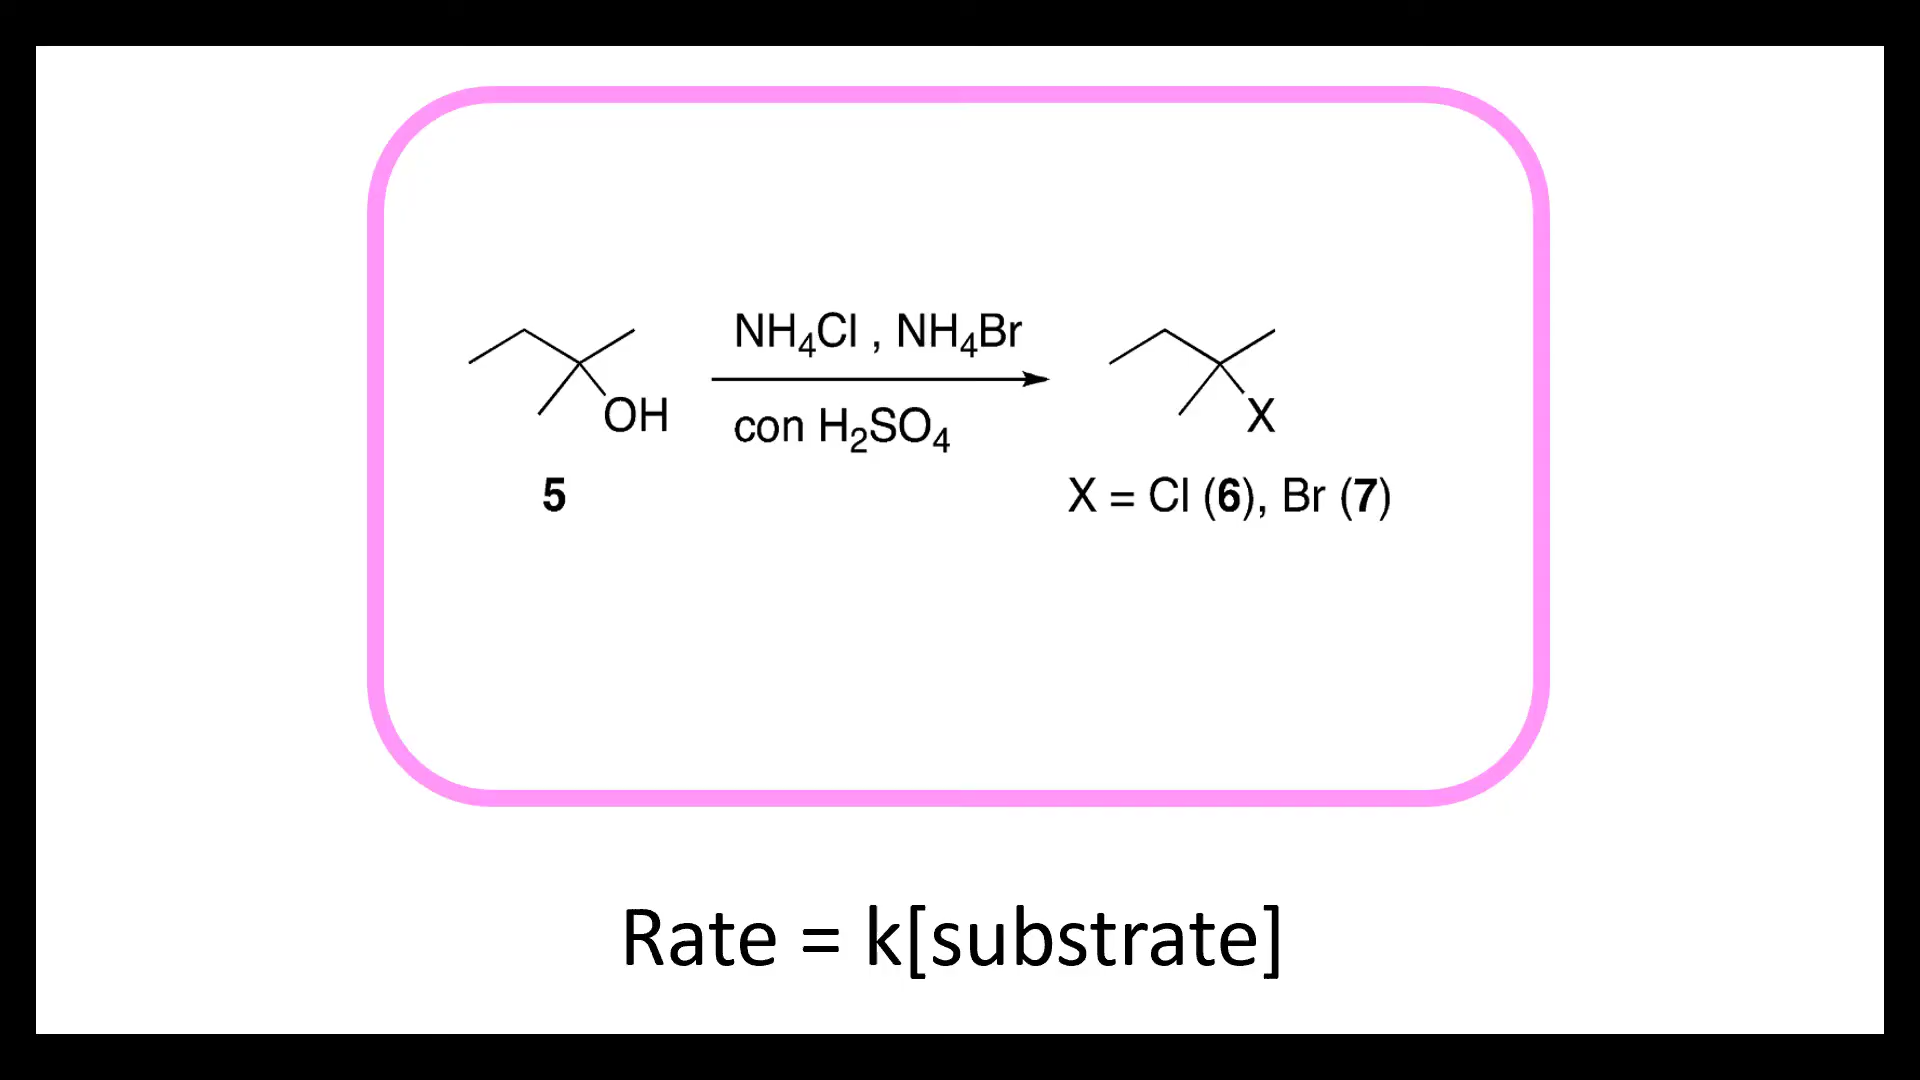 NH₄Cl , NH₄Br
con H₂SO₄
OH
X
5
X = Cl (6), Br (7)
Rate = k[substrate]